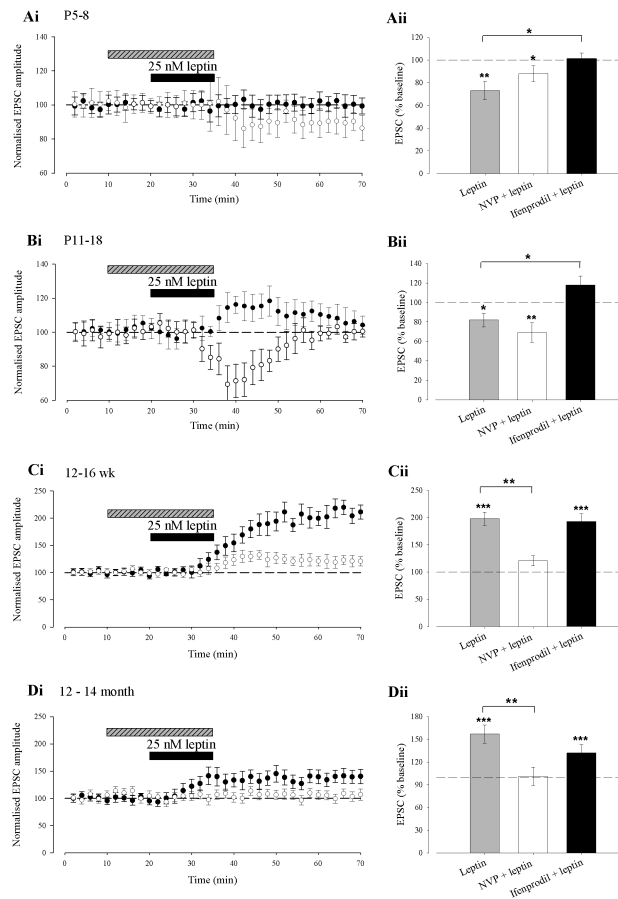 Ai P5-8
Normalised EPSC amplitude
140
120
100
80
60
25 nM leptin
0 10 20 30 40 50 60 70
Time (min)
Aii
EPSC (% baseline)
120
100
80
60
40
20
0
*
** *
Leptin
NVP + leptin
Ifenprodil + leptin
Bi P11-18
Normalised EPSC amplitude
140
120
100
80
60
25 nM leptin
0 10 20 30 40 50 60 70
Time (min)
Bii
EPSC (% baseline)
140
120
100
80
60
40
20
0
*
* **
Leptin
NVP + leptin
Ifenprodil + leptin
Ci 12-16 wk
Normalised EPSC amplitude
250
200
150
100
50
0
25 nM leptin
0 10 20 30 40 50 60 70
Time (min)
Cii
EPSC (% baseline)
250
200
150
100
50
0
**
*** ***
Leptin
NVP + leptin
Ifenprodil + leptin
Di 12 - 14 month
Normalised EPSC amplitude
250
200
150
100
50
0
25 nM leptin
0 10 20 30 40 50 60 70
Time (min)
Dii
EPSC (% baseline)
180
150
120
90
60
30
0
**
*** ***
Leptin
NVP + leptin
Ifenprodil + leptin